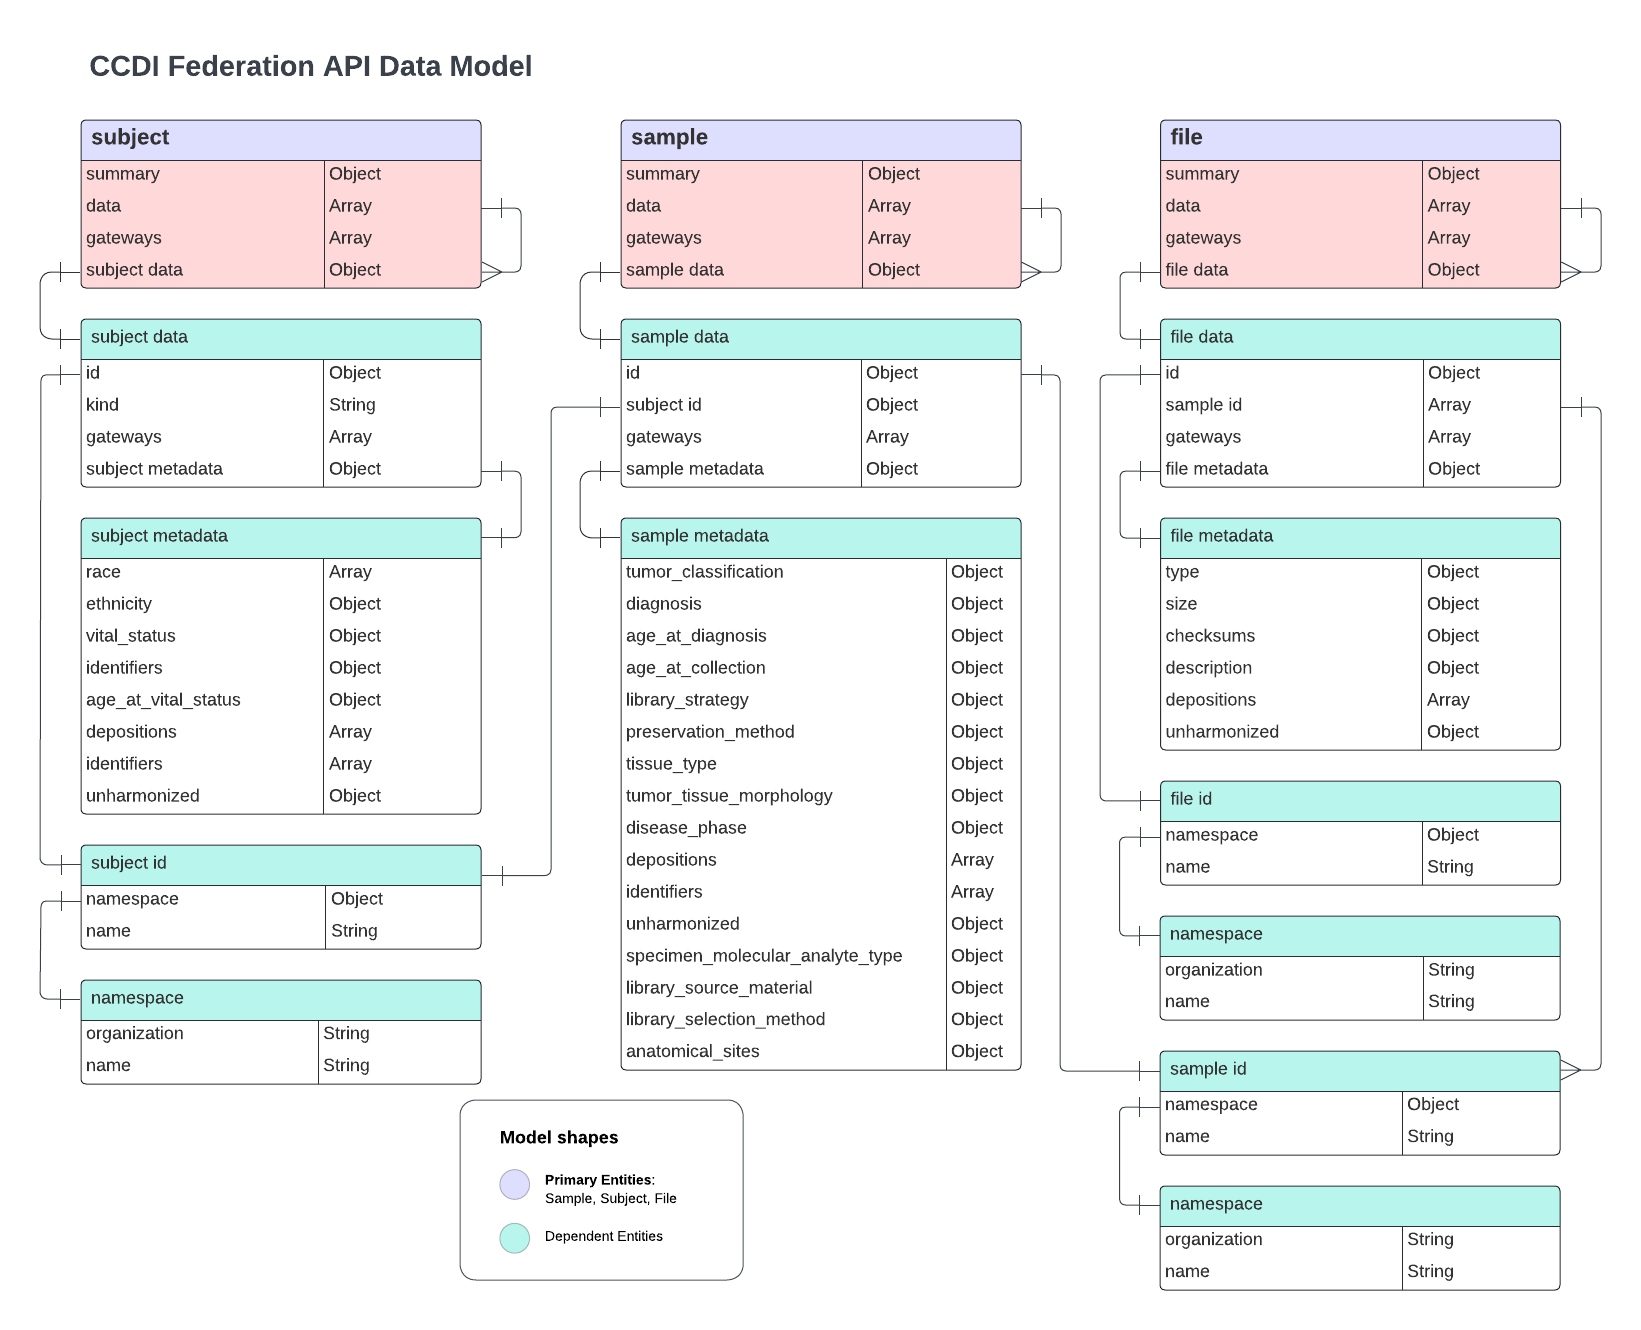 CCDI Federation API Data Model
subject
summary Object
data Array
gateways Array
subject data Object
subject data
id Object
kind String
gateways Array
subject metadata Object
subject metadata
race Array
ethnicity Object
vital_status Object
identifiers Object
age_at_vital_status Object
depositions Array
identifiers Array
unharmonized Object
subject id
namespace Object
name String
namespace
organization String
name String
sample
summary Object
data Array
gateways Array
sample data Object
sample data
id Object
subject id Object
gateways Array
sample metadata Object
sample metadata
tumor_classification Object
diagnosis Object
age_at_diagnosis Object
age_at_collection Object
library_strategy Object
preservation_method Object
tissue_type Object
tumor_tissue_morphology Object
disease_phase Object
depositions Array
identifiers Array
unharmonized Object
specimen_molecular_analyte_type Object
library_source_material Object
library_selection_method Object
anatomical_sites Object
file
summary Object
data Array
gateways Array
file data Object
file data
id Object
sample id Array
gateways Array
file metadata Object
file metadata
type Object
size Object
checksums Object
description Object
depositions Array
unharmonized Object
file id
namespace Object
name String
namespace
organization String
name String
sample id
namespace Object
name String
namespace
organization String
name String
Model shapes
Primary Entities:
Sample, Subject, File
Dependent Entities